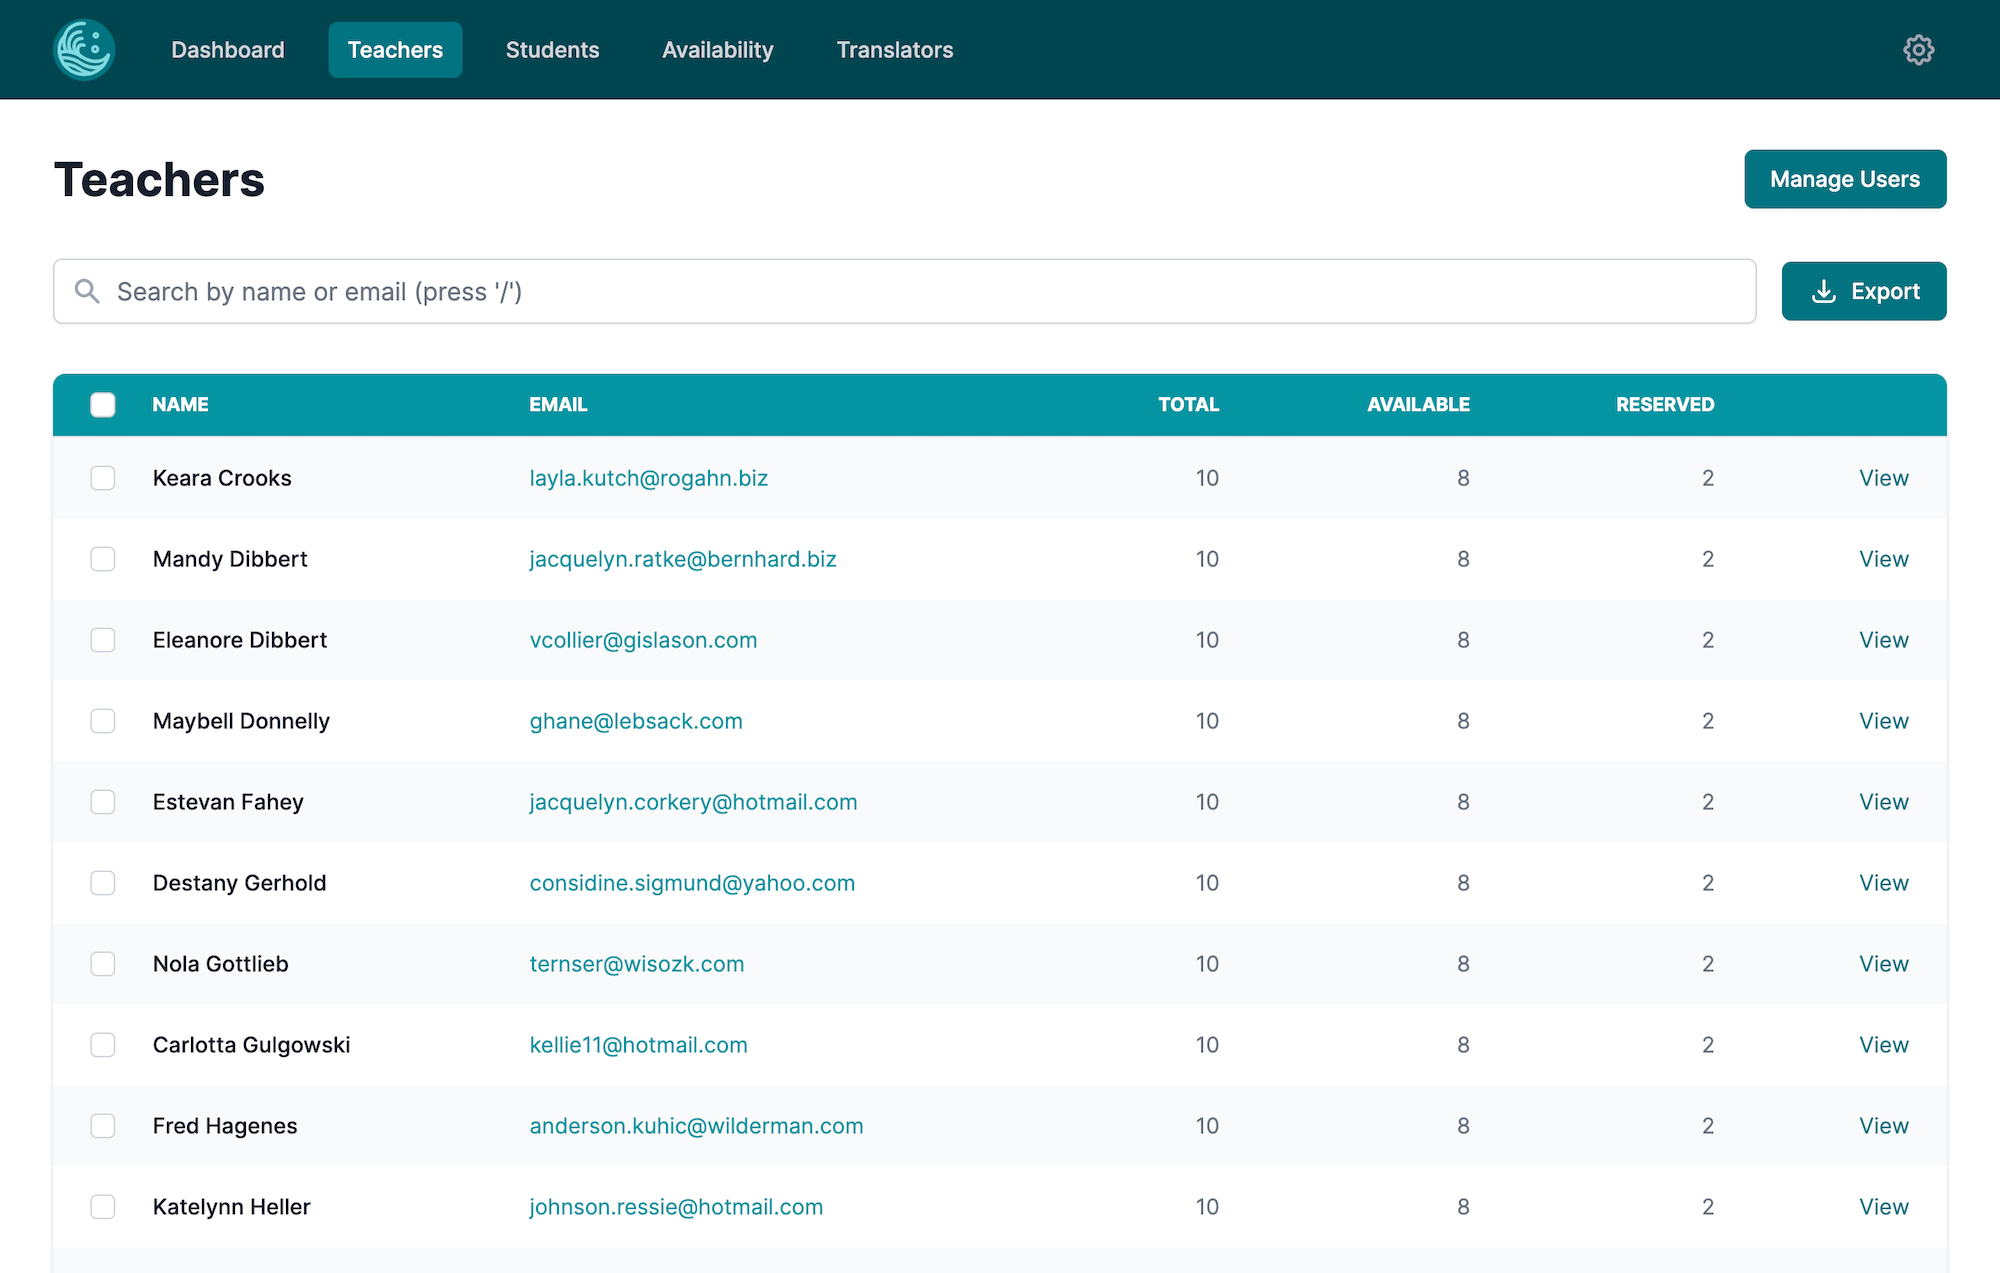 Dashboard Teachers Students Availability Translators
Teachers
Manage Users
Search by name or email (press '/')
Export
NAME EMAIL TOTAL AVAILABLE RESERVED
Keara Crooks layla.kutch@rogahn.biz 10 8 2 View
Mandy Dibbert jacquelyn.ratke@bernhard.biz 10 8 2 View
Eleanore Dibbert vcollier@gislason.com 10 8 2 View
Maybell Donnelly ghane@lebsack.com 10 8 2 View
Estevan Fahey jacquelyn.corkery@hotmail.com 10 8 2 View
Destany Gerhold considine.sigmund@yahoo.com 10 8 2 View
Nola Gottlieb ternser@wisozk.com 10 8 2 View
Carlotta Gulgowski kellie11@hotmail.com 10 8 2 View
Fred Hagenes anderson.kuhic@wilderman.com 10 8 2 View
Katelynn Heller johnson.ressie@hotmail.com 10 8 2 View